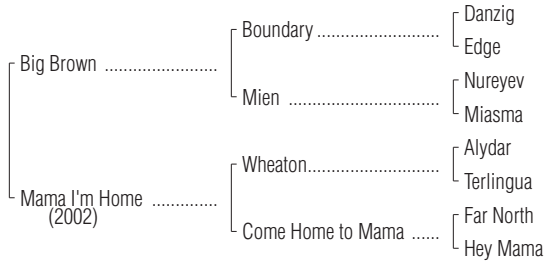 Danzig
Boundary ..........................
Edge
Big Brown ........................
Nureyev
Mien ................................
Miasma
Alydar
Wheaton............................
Terlingua
Mama I'm Home ..............
(2002)
Far North
Come Home to Mama ......
Hey Mama